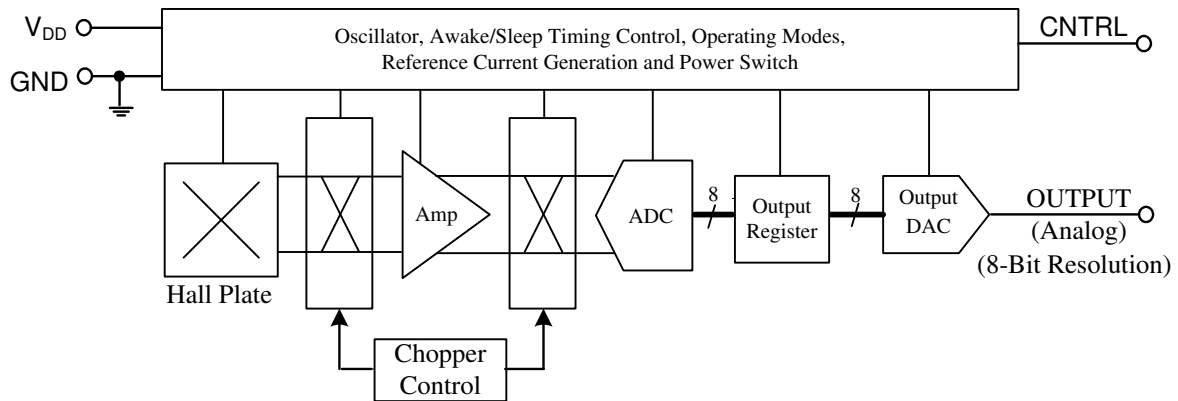 V_DD
GND
Oscillator, Awake/Sleep Timing Control, Operating Modes,
Reference Current Generation and Power Switch
CNTRL
Hall Plate
Amp
ADC
8
Output
Register
8
Output
DAC
OUTPUT
(Analog)
(8-Bit Resolution)
Chopper
Control